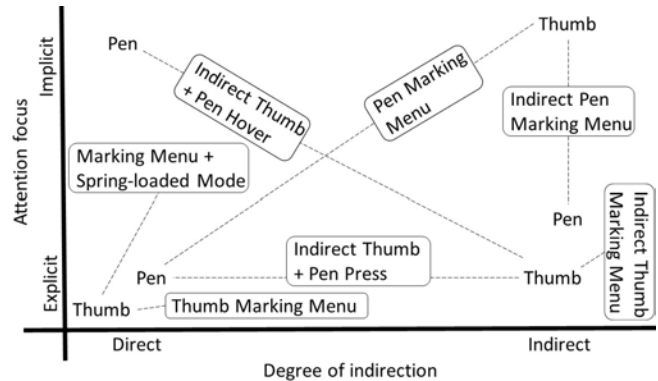 Implicit
Attention focus
Explicit
Pen
Thumb
Indirect Thumb
+ Pen Hover
Pen Marking
Menu
Indirect Pen
Marking Menu
Marking Menu +
Spring-loaded Mode
Pen
Indirect Thumb
Marking Menu
Indirect Thumb
+ Pen Press
Pen
Thumb
Thumb
Thumb Marking Menu
Direct
Indirect
Degree of indirection